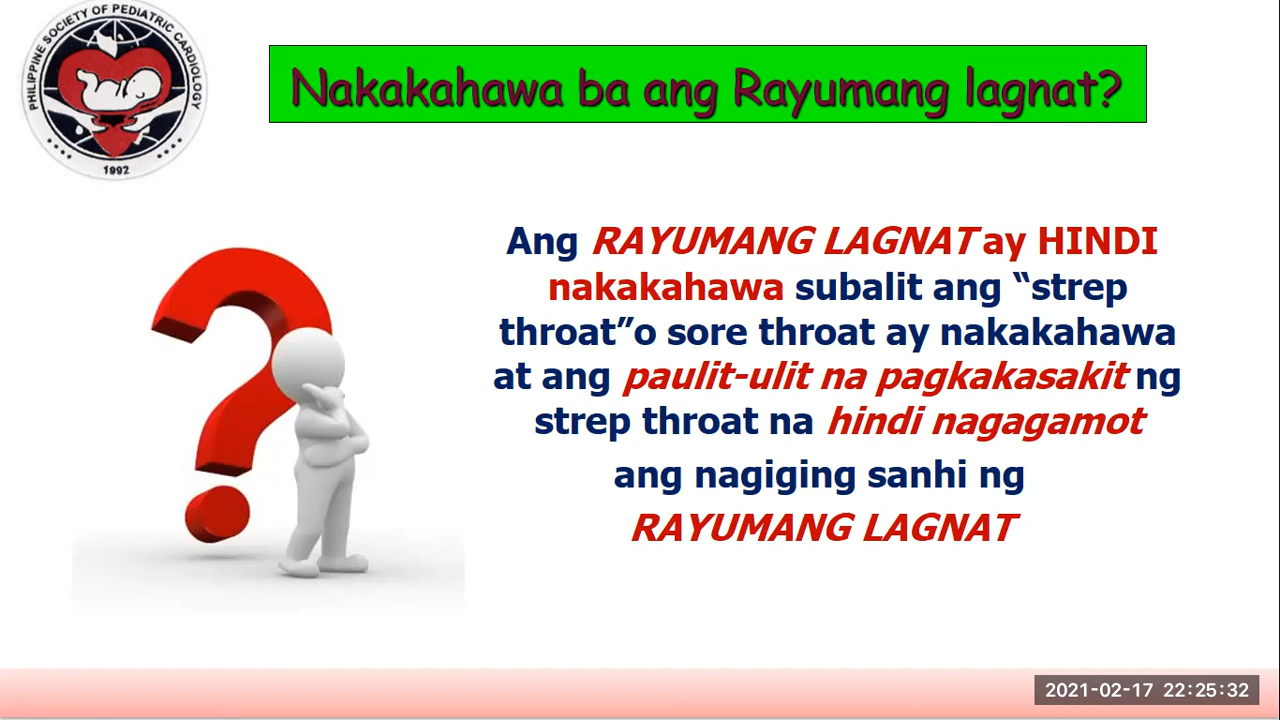 PHILIPPINE SOCIETY OF PEDIATRIC CARDIOLOGY
1992
Nakakahawa ba ang Rayumang lagnat?
Ang RAYUMANG LAGNAT ay HINDI
nakakahawa subalit ang “strep
throat”o sore throat ay nakakahawa
at ang paulit-ulit na pagkakasakit ng
strep throat na hindi nagagamot
ang nagiging sanhi ng
RAYUMANG LAGNAT
2021-02-17 22:25:32